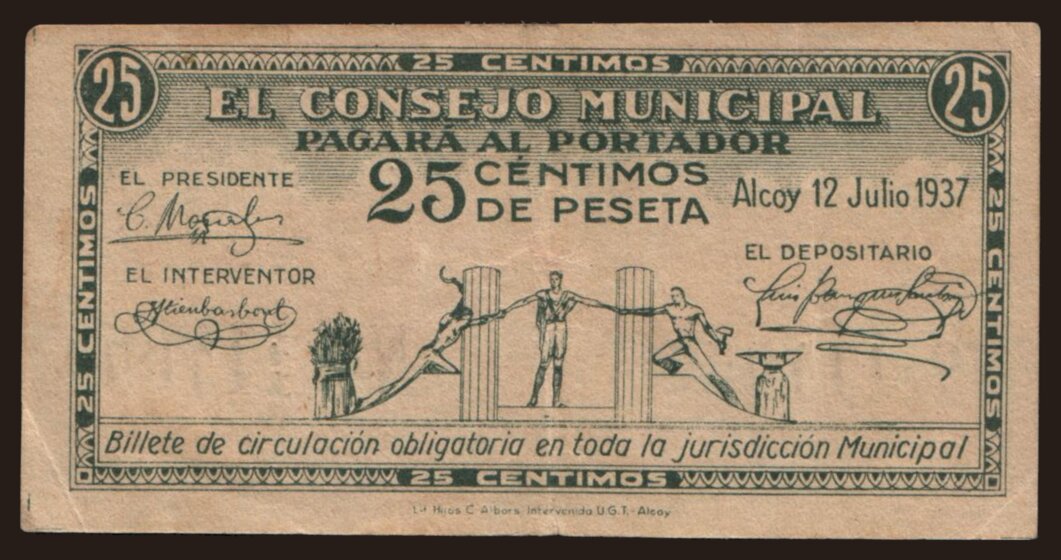 25 CENTIMOS
25
25
EL CONSEJO MUNICIPAL
PAGARÁ AL PORTADOR
25 CÉNTIMOS
DE PESETA
Alcoy 12 Julio 1937
EL PRESIDENTE
EL INTERVENTOR
EL DEPOSITARIO
25 CENTIMOS
25 CENTIMOS
Billete de circulación obligatoria en toda la jurisdicción Municipal
25 CENTIMOS
Lit Hijos C Albors Intervenida U.G.T.-Alcoy